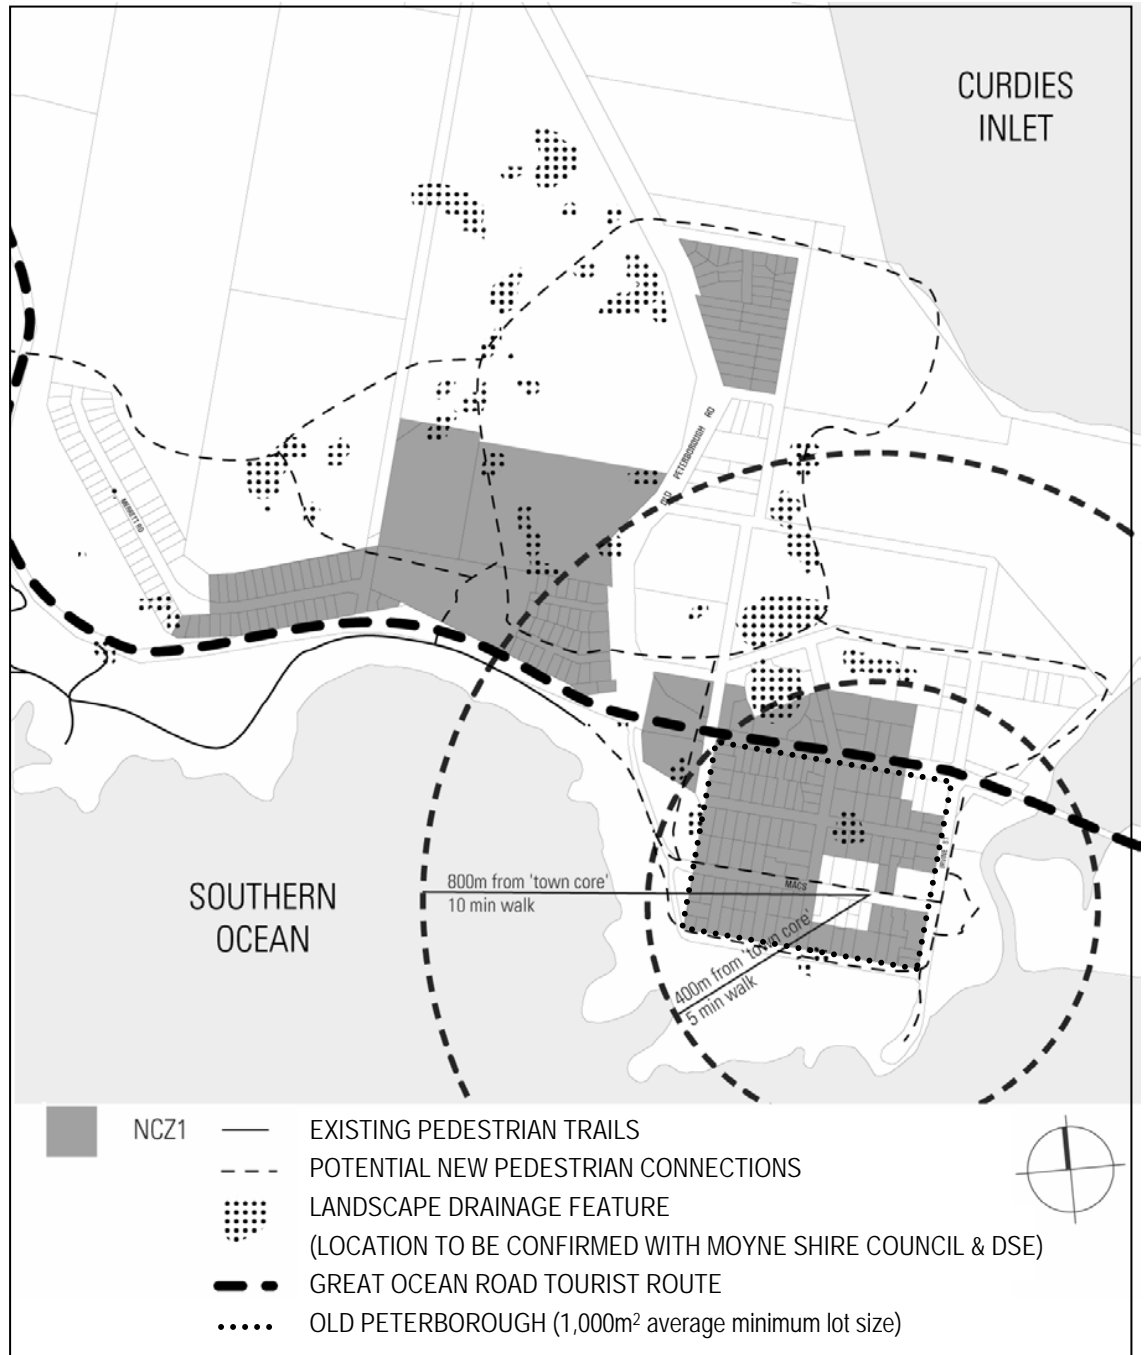 CURDIES
INLET
OLD PETERBOROUGH RD
MERRETT RD
SOUTHERN
OCEAN
800m from 'town core'
10 min walk
MACS
400m from 'town core'
5 min walk
NCZ1
EXISTING PEDESTRIAN TRAILS
POTENTIAL NEW PEDESTRIAN CONNECTIONS
LANDSCAPE DRAINAGE FEATURE
(LOCATION TO BE CONFIRMED WITH MOYNE SHIRE COUNCIL & DSE)
GREAT OCEAN ROAD TOURIST ROUTE
OLD PETERBOROUGH (1,000m² average minimum lot size)